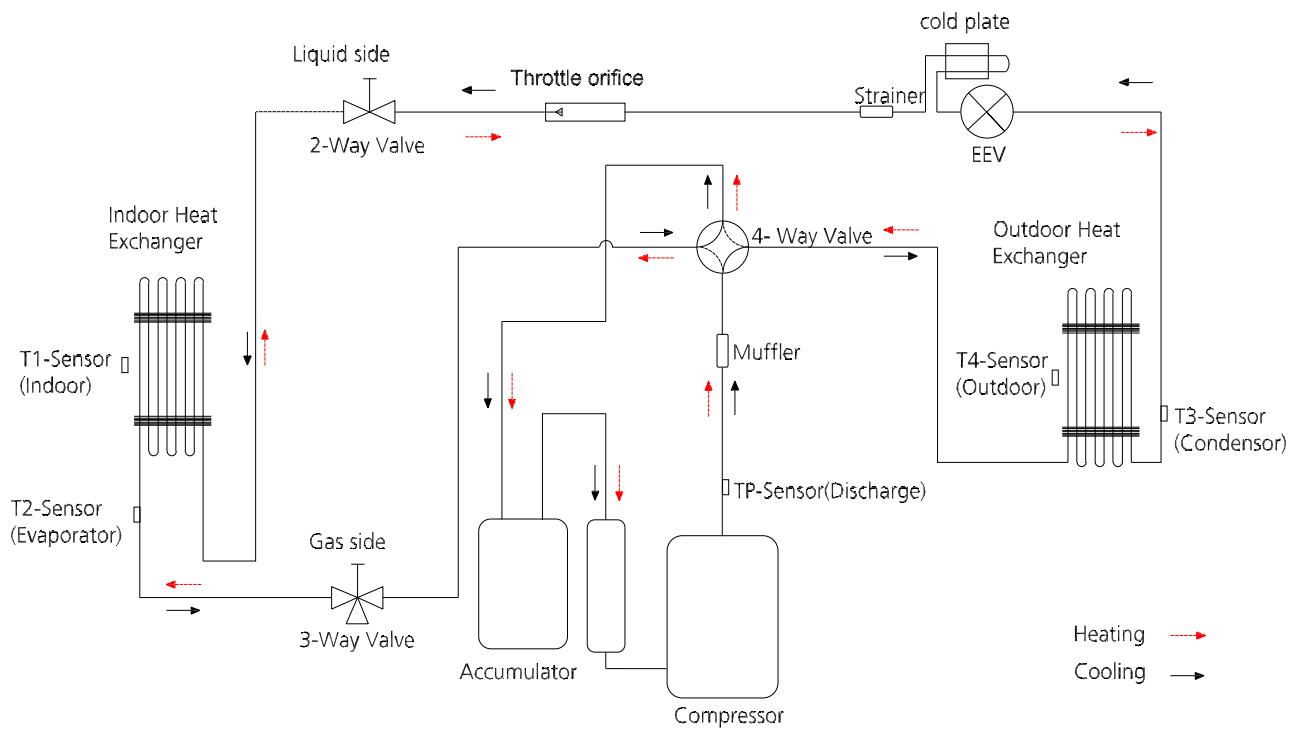 cold plate
Liquid side
Throttle orifice
Strainer
2-Way Valve
EEV
Indoor Heat
Exchanger
4- Way Valve
Outdoor Heat
Exchanger
Muffler
T1-Sensor
(Indoor)
T4-Sensor
(Outdoor)
T3-Sensor
(Condensor)
TP-Sensor(Discharge)
T2-Sensor
(Evaporator)
Gas side
3-Way Valve
Accumulator
Compressor
Heating
Cooling